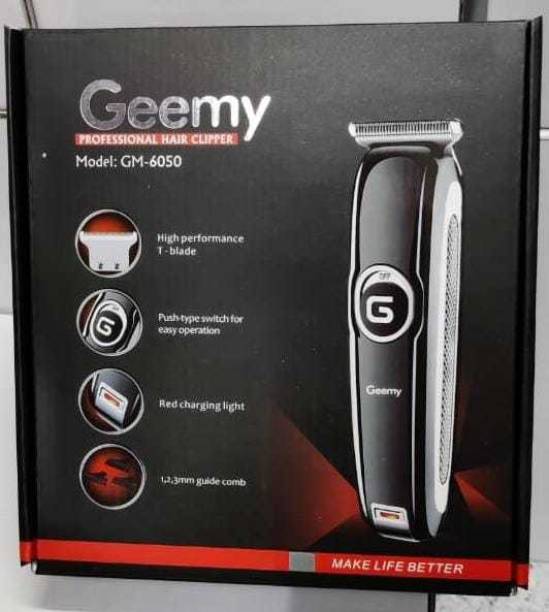 Geemy
PROFESSIONAL HAIR CLIPPER
Model: GM-6050
High performance
T-blade
Push-type switch for
easy operation
Red charging light
1,2,3mm guide comb
OFF
G
G
Geemy
MAKE LIFE BETTER